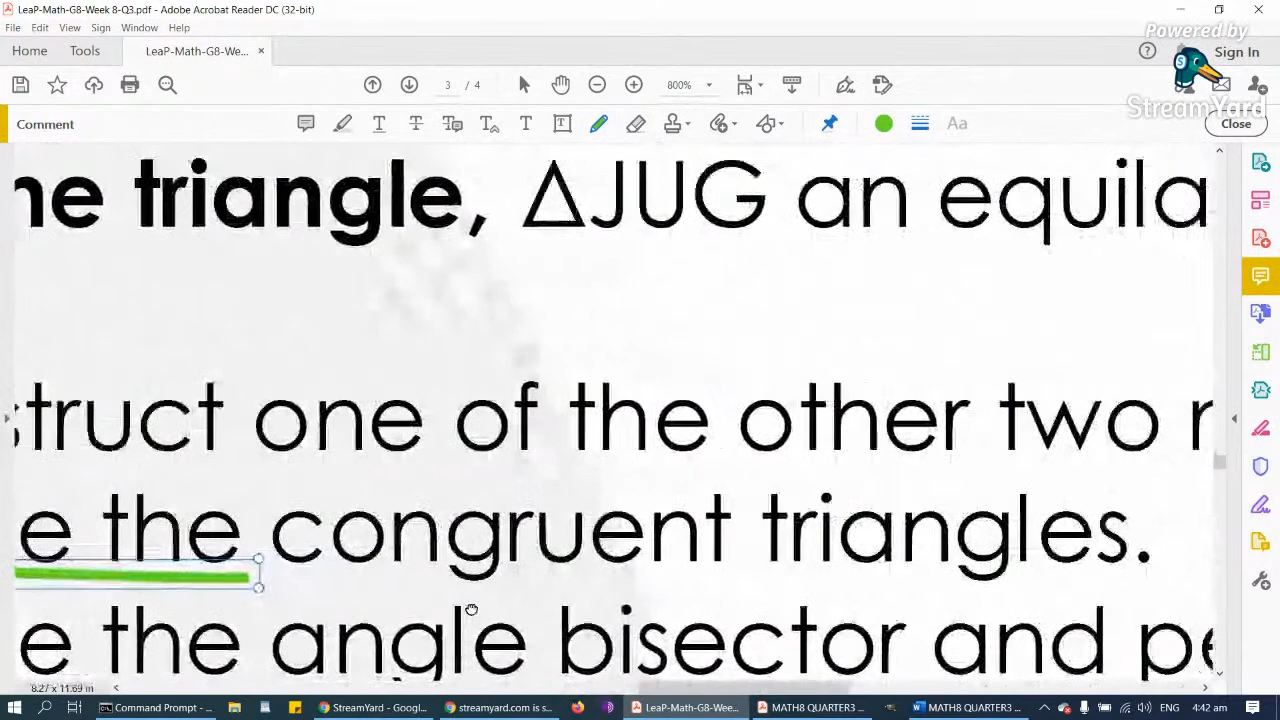 LeaP-Math-G8-Week 8-Q3.pdf - Adobe Acrobat Reader DC (32-bit)
Powered by
StreamYard
File Edit View Sign Window Help
Home Tools LeaP-Math-G8-We... × Sign In
3 / 4 800%
Comment Aa Close
ne triangle, ΔJUG an equila
struct one of the other two
e the congruent triangles.
e the angle bisector and pe
8.27 x 11.69 in
Command Prompt - StreamYard - Googl... streamyard.com is s... LeaP-Math-G8-We... MATH8 QUARTER3 MATH8 QUARTER3 ENG 4:42 am